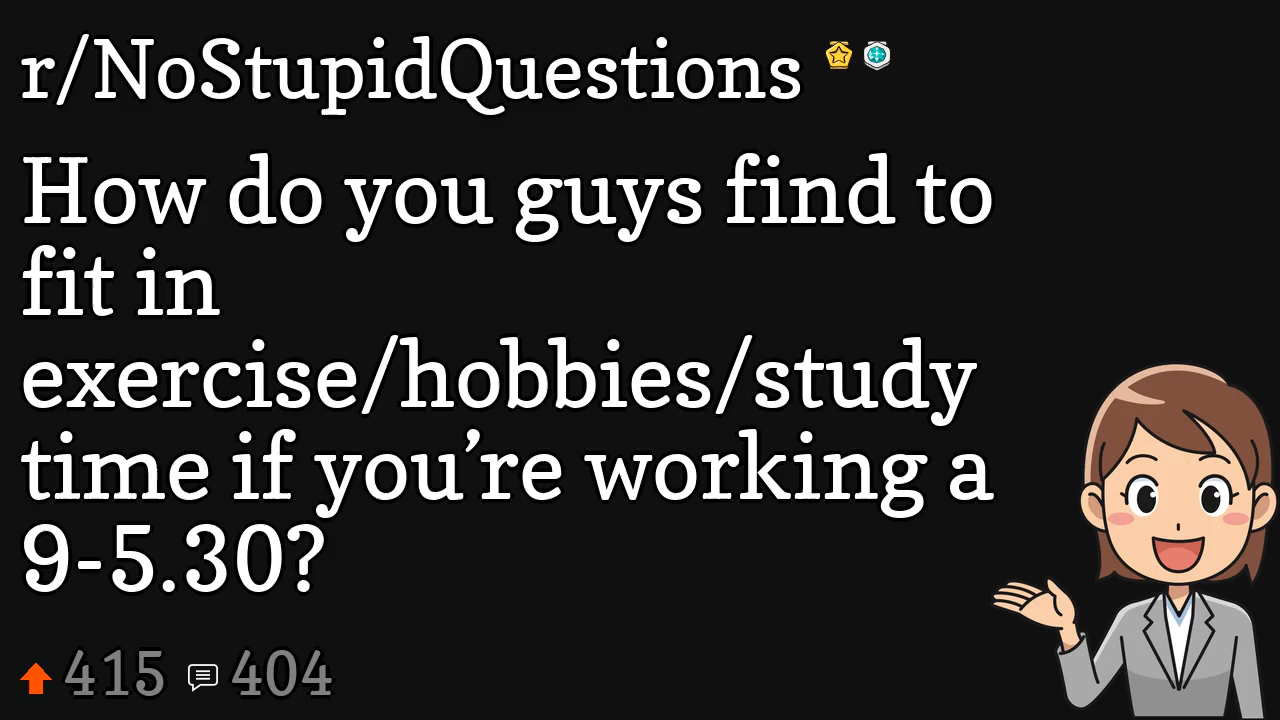 r/NoStupidQuestions
How do you guys find to
fit in
exercise/hobbies/study
time if you’re working a
9-5.30?
415 404